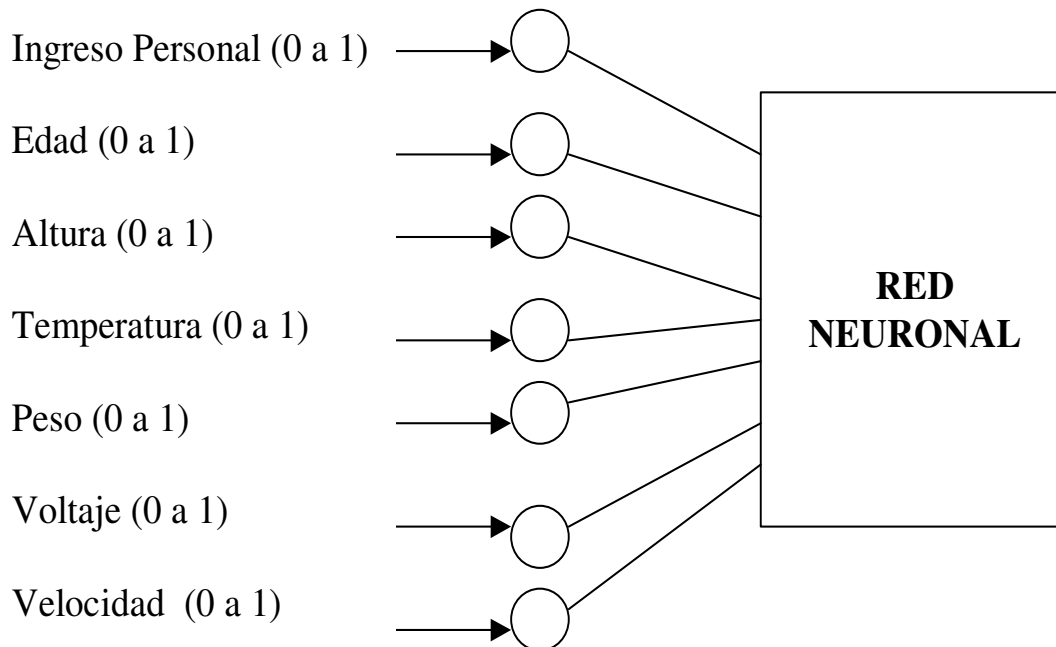 Ingreso Personal (0 a 1)
Edad (0 a 1)
Altura (0 a 1)
Temperatura (0 a 1)
Peso (0 a 1)
Voltaje (0 a 1)
Velocidad (0 a 1)
RED
NEURONAL